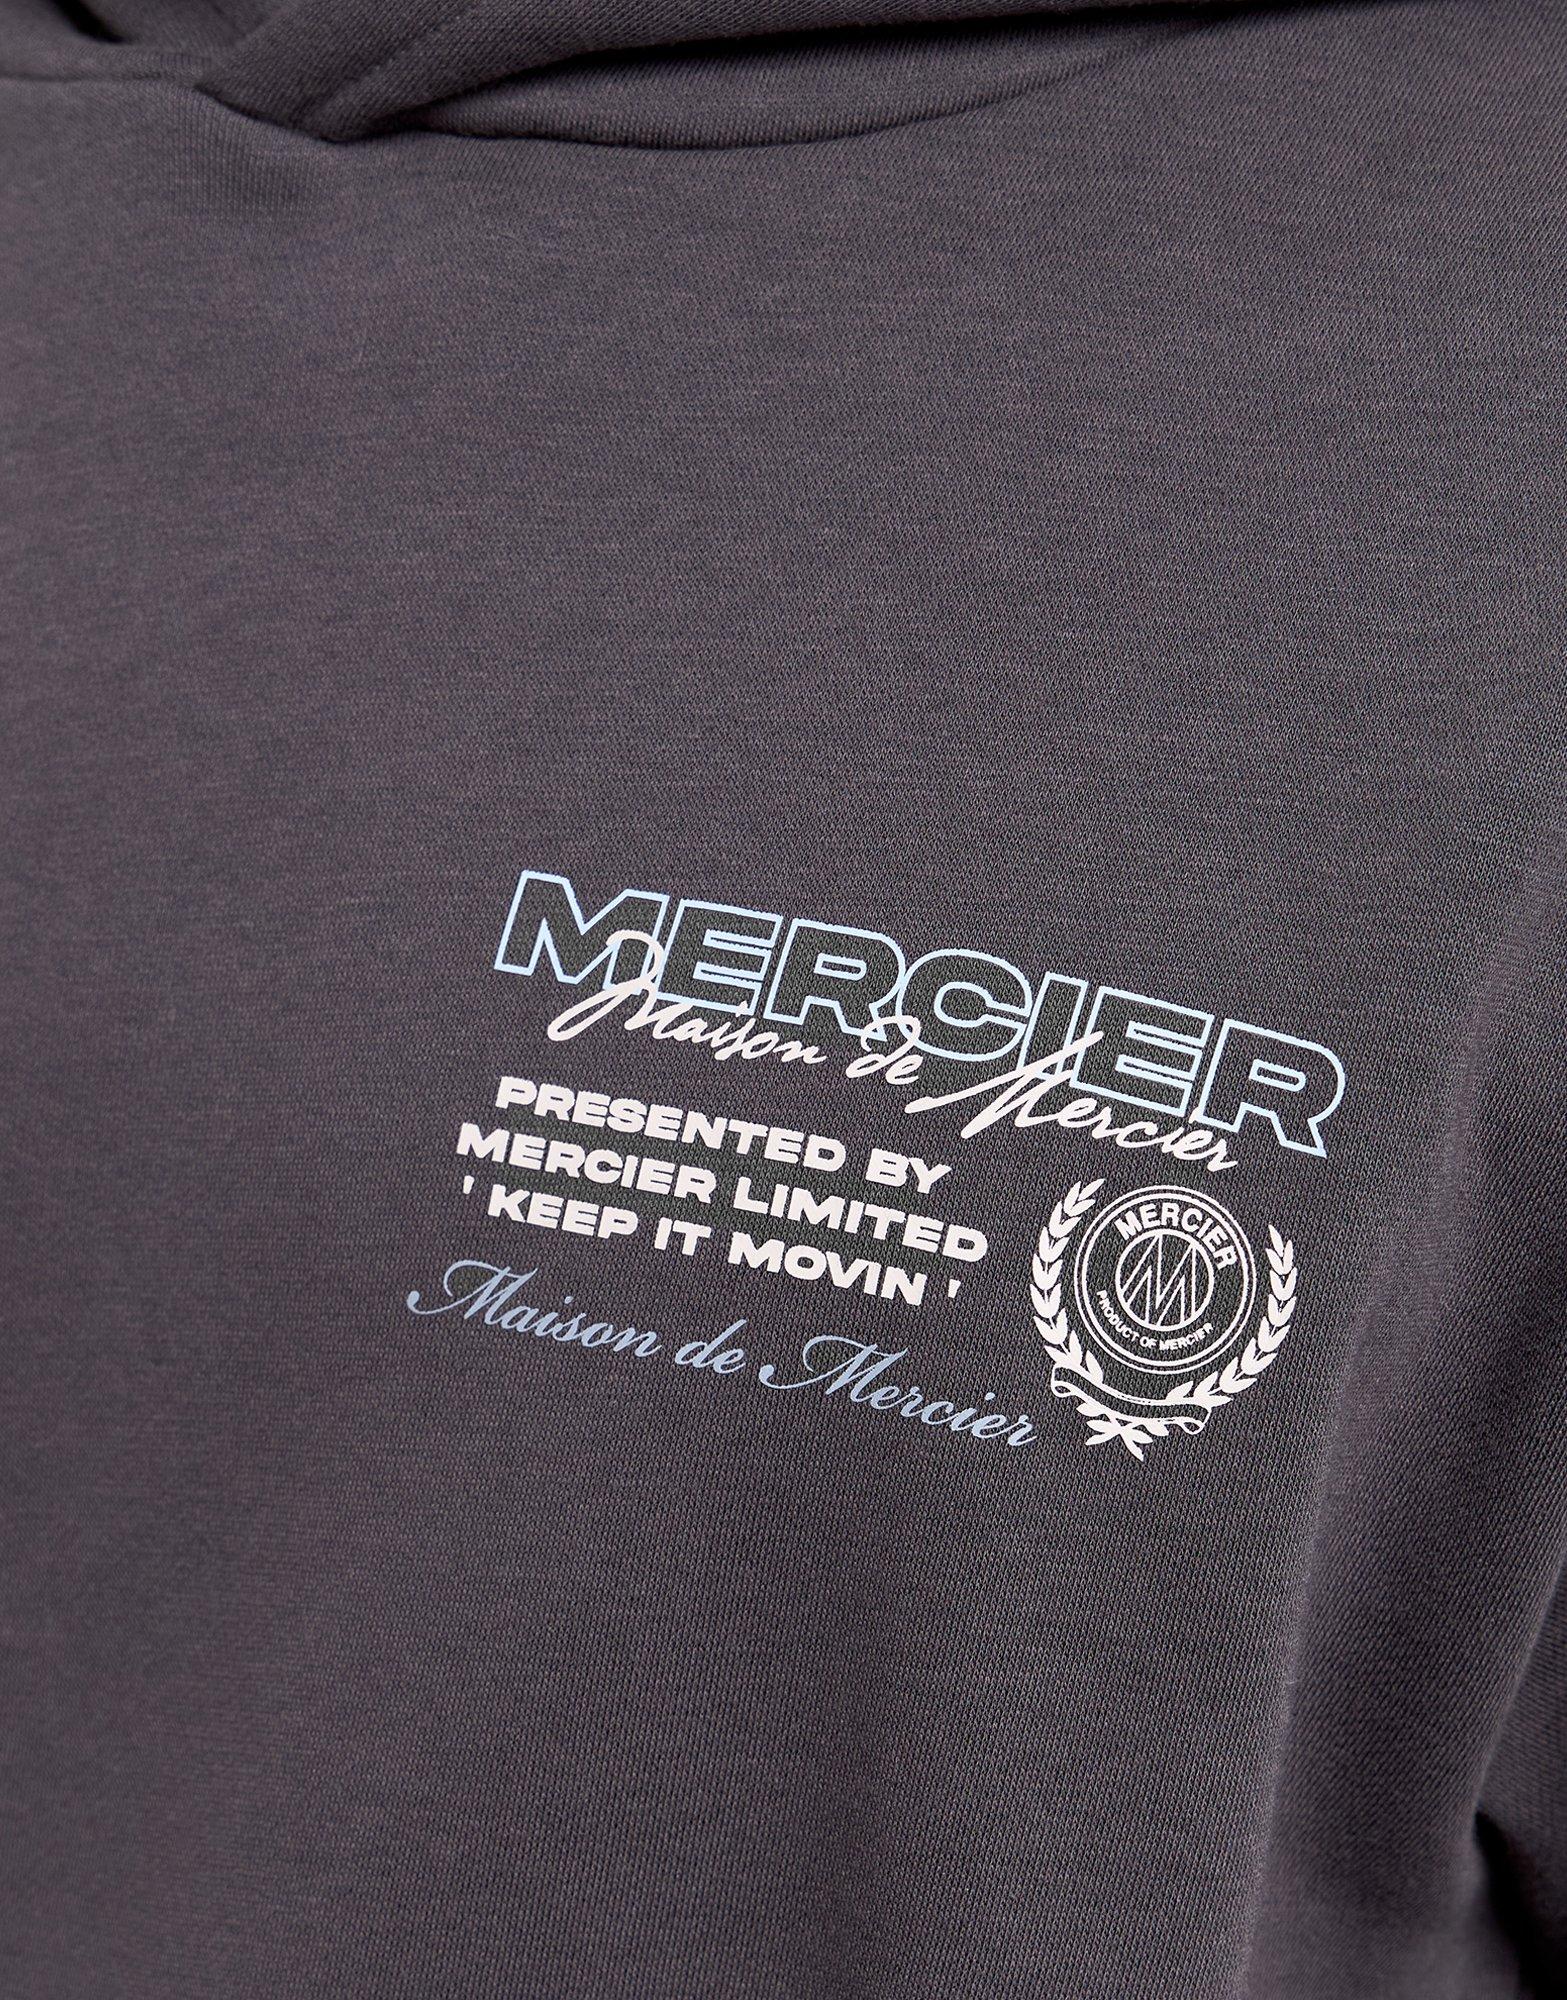 MERCIER
Maison de Mercier
PRESENTED BY
MERCIER LIMITED
' KEEP IT MOVIN '
Maison de Mercier
MERCIER
M
PRODUCT OF MERCIER